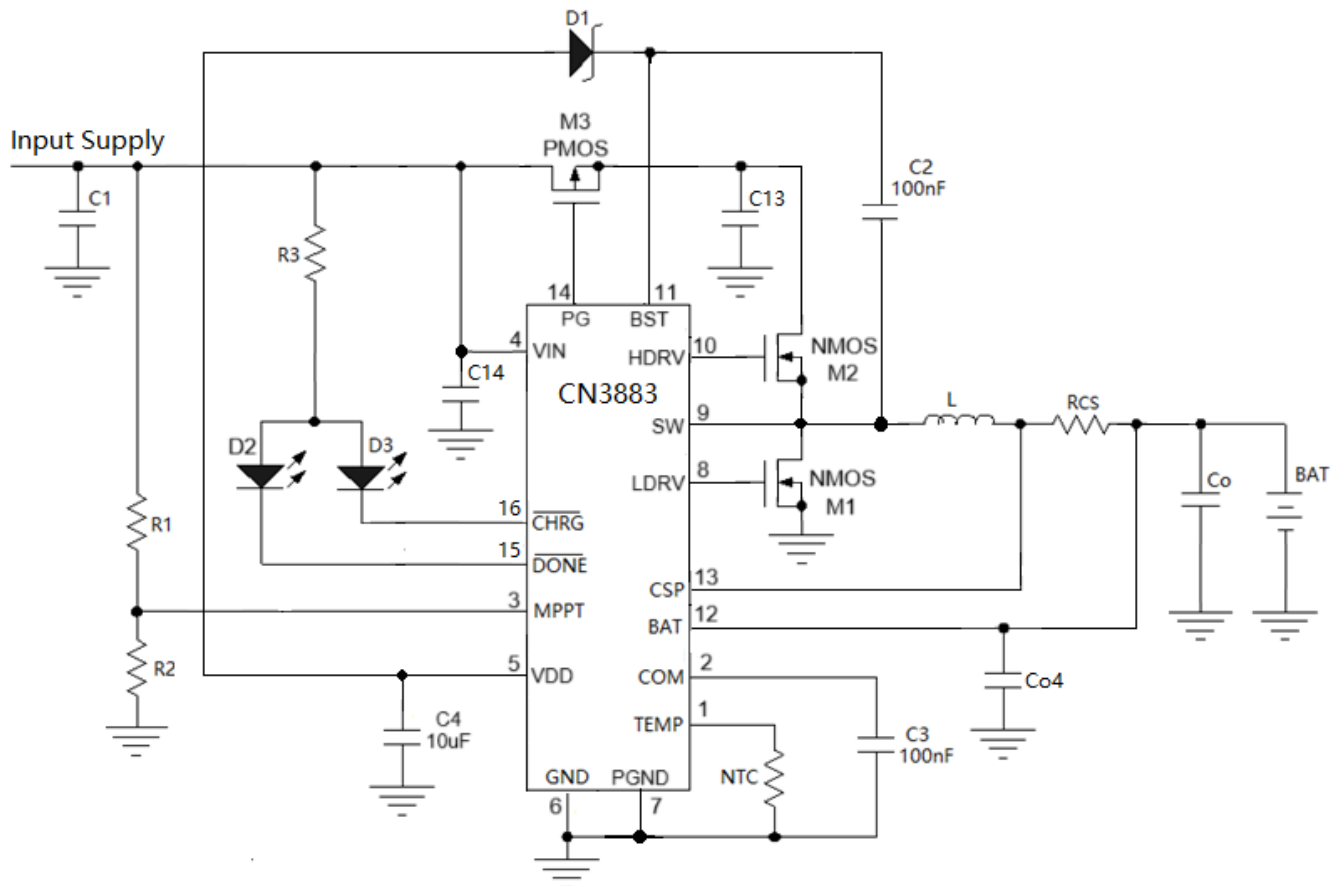 D1
M3
PMOS
Input Supply
C1
C13
C2
100nF
R3
14
11
PG
BST
4
VIN
HDRV
10
NMOS
M2
C14
CN3883
SW
9
L
RCS
D2
D3
LDRV
8
NMOS
M1
Co
BAT
R1
16
CHRG
15
DONE
CSP
13
3
MPPT
BAT
12
R2
5
VDD
COM
2
Co4
C4
10uF
TEMP
1
C3
100nF
GND
PGND
NTC
6
7